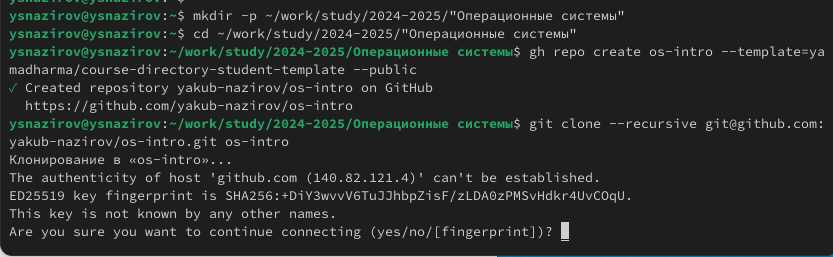 ysnazirov@ysnazirov:~$ mkdir -p ~/work/study/2024-2025/"Операционные системы"
ysnazirov@ysnazirov:~$ cd ~/work/study/2024-2025/"Операционные системы"
ysnazirov@ysnazirov:~/work/study/2024-2025/Операционные системы$ gh repo create os-intro --template=ya
madharma/course-directory-student-template --public
✓ Created repository yakub-nazirov/os-intro on GitHub
https://github.com/yakub-nazirov/os-intro
ysnazirov@ysnazirov:~/work/study/2024-2025/Операционные системы$ git clone --recursive git@github.com:
yakub-nazirov/os-intro.git os-intro
Клонирование в «os-intro»...
The authenticity of host 'github.com (140.82.121.4)' can't be established.
ED25519 key fingerprint is SHA256:+DiY3wvvV6TuJJhbpZisF/zLDA0zPMSvHdkr4UvCOqU.
This key is not known by any other names.
Are you sure you want to continue connecting (yes/no/[fingerprint])?